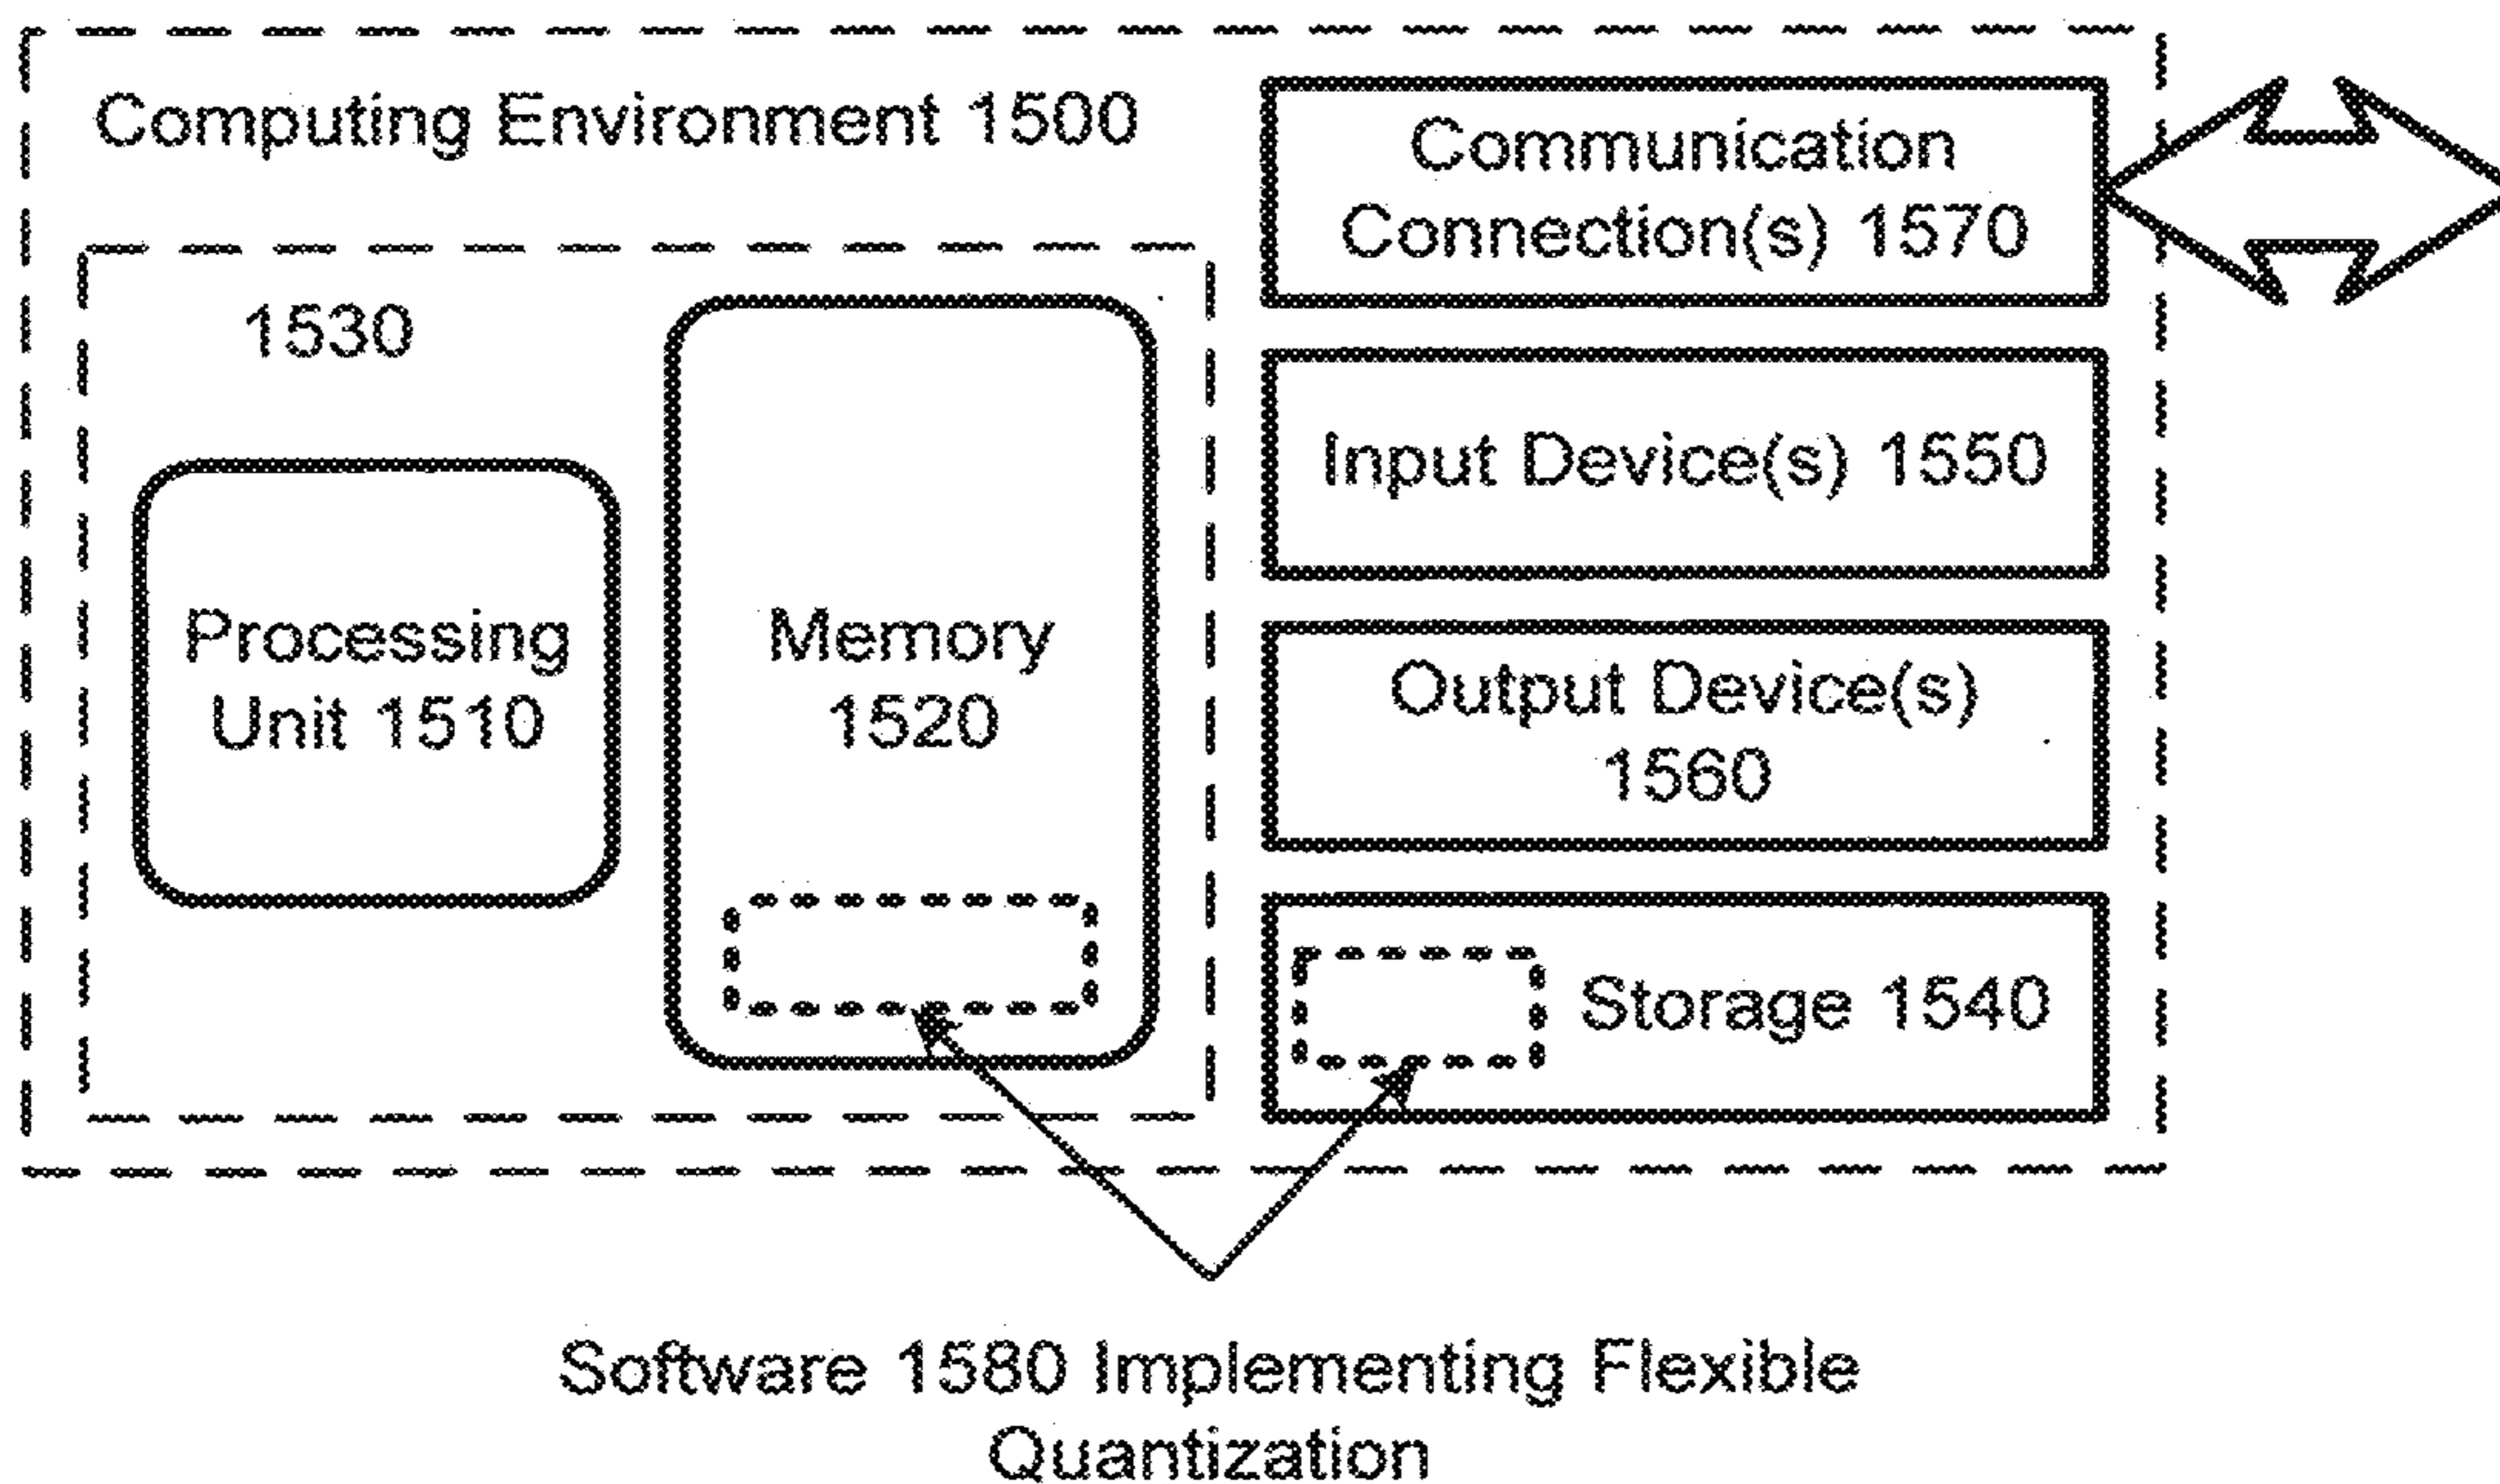 Computing Environment 1500
1530
Processing
Unit 1510
Memory
1520
Communication
Connection(s) 1570
Input Device(s) 1550
Output Device(s)
1560
Storage 1540
Software 1580 Implementing Flexible
Quantization